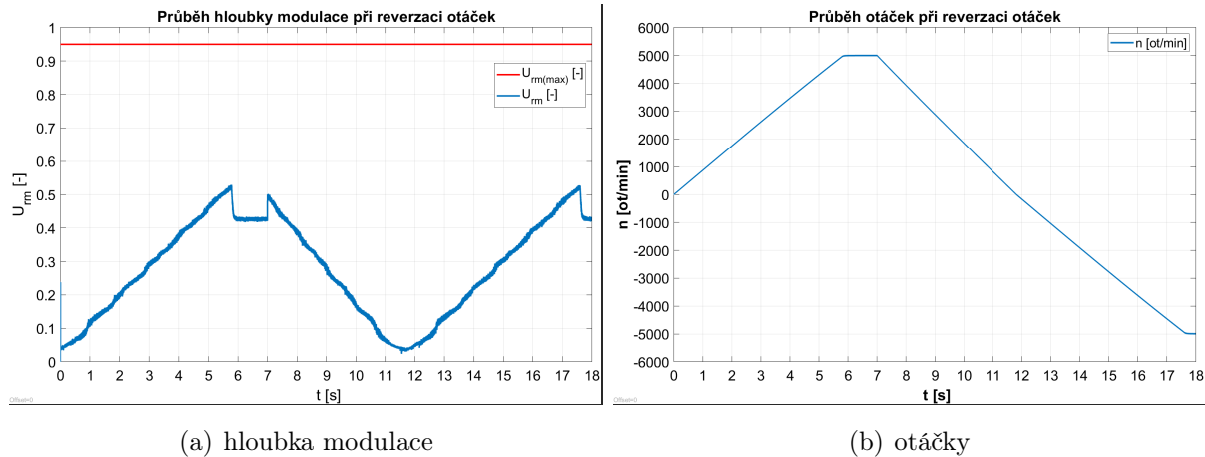 Průběh hloubky modulace při reverzaci otáček
1
0.9
0.8
0.7
0.6
0.5
0.4
0.3
0.2
0.1
0
U_rm [-]
U_rm(max) [-]
U_rm [-]
0 1 2 3 4 5 6 7 8 9 10 11 12 13 14 15 16 17 18
t [s]
Offset=0
(a) hloubka modulace
Průběh otáček při reverzaci otáček
6000
5000
4000
3000
2000
1000
0
-1000
-2000
-3000
-4000
-5000
-6000
n [ot/min]
n [ot/min]
0 1 2 3 4 5 6 7 8 9 10 11 12 13 14 15 16 17 18
t [s]
Offset=0
(b) otáčky